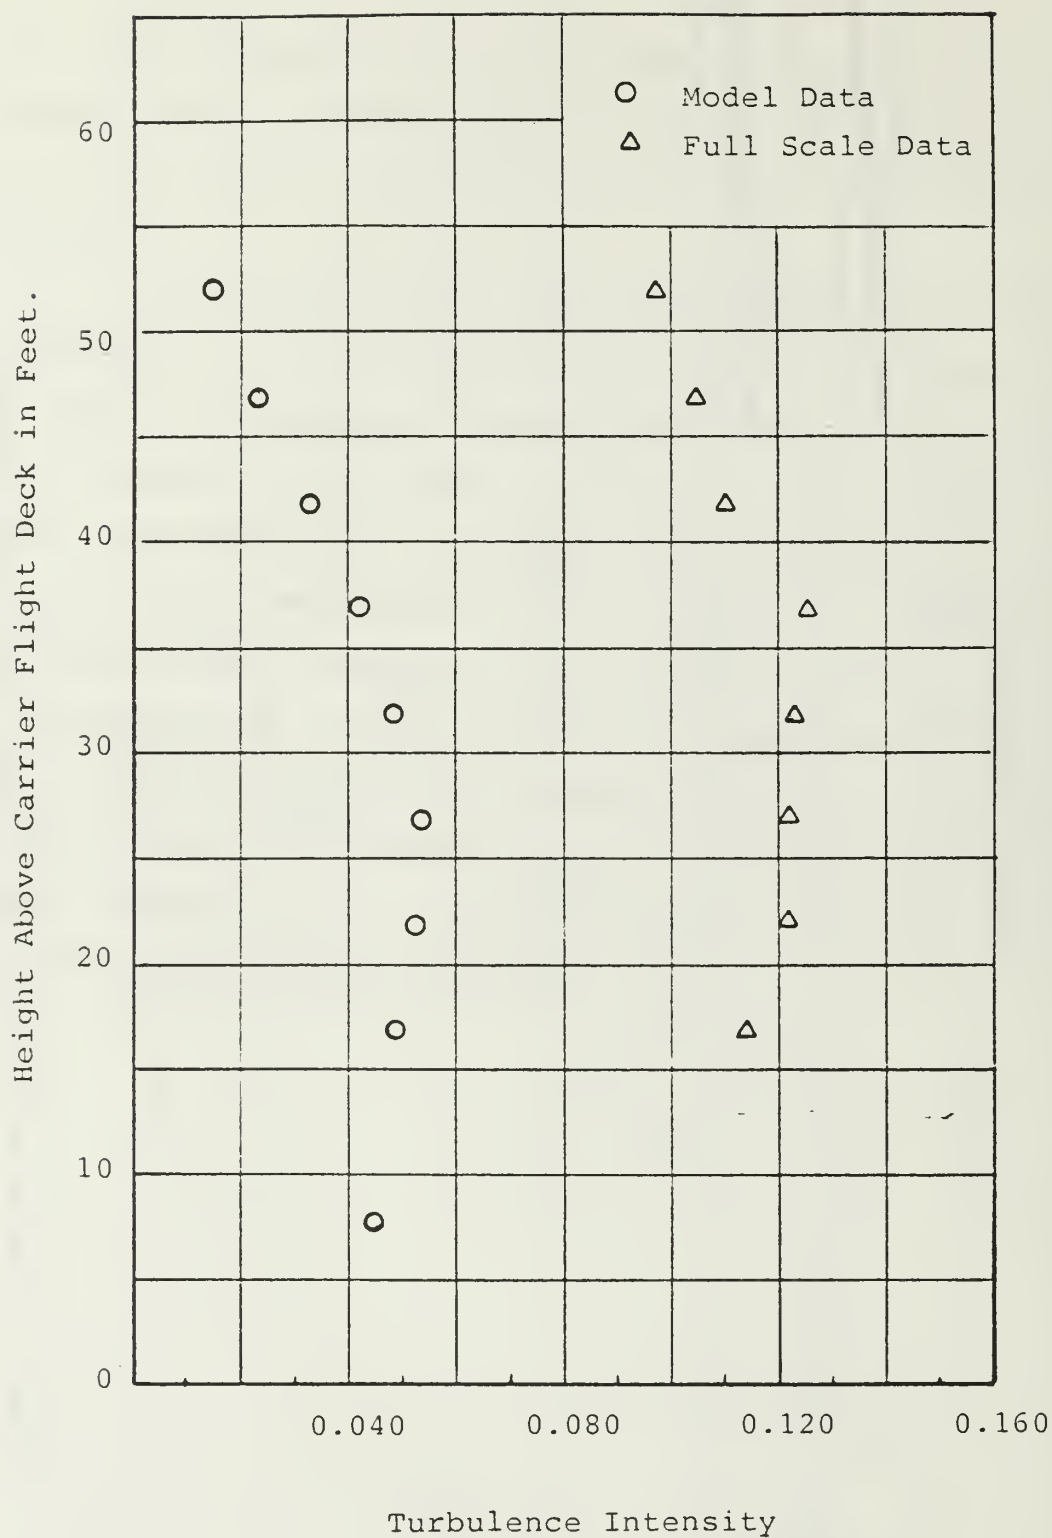 Model Data
Full Scale Data
60
50
40
30
20
10
0
Height Above Carrier Flight Deck in Feet.
0.040 0.080 0.120 0.160
Turbulence Intensity